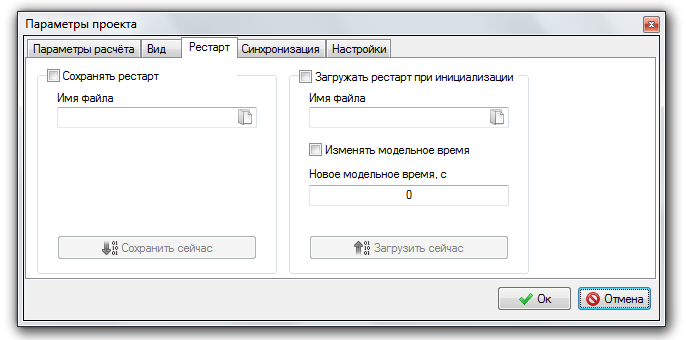 Параметры проекта
Параметры расчёта Вид Рестарт Синхронизация Настройки
Сохранять рестарт
Имя файла
Сохранить сейчас
Загружать рестарт при инициализации
Имя файла
Изменять модельное время
Новое модельное время, с
0
Загрузить сейчас
Ок Отмена